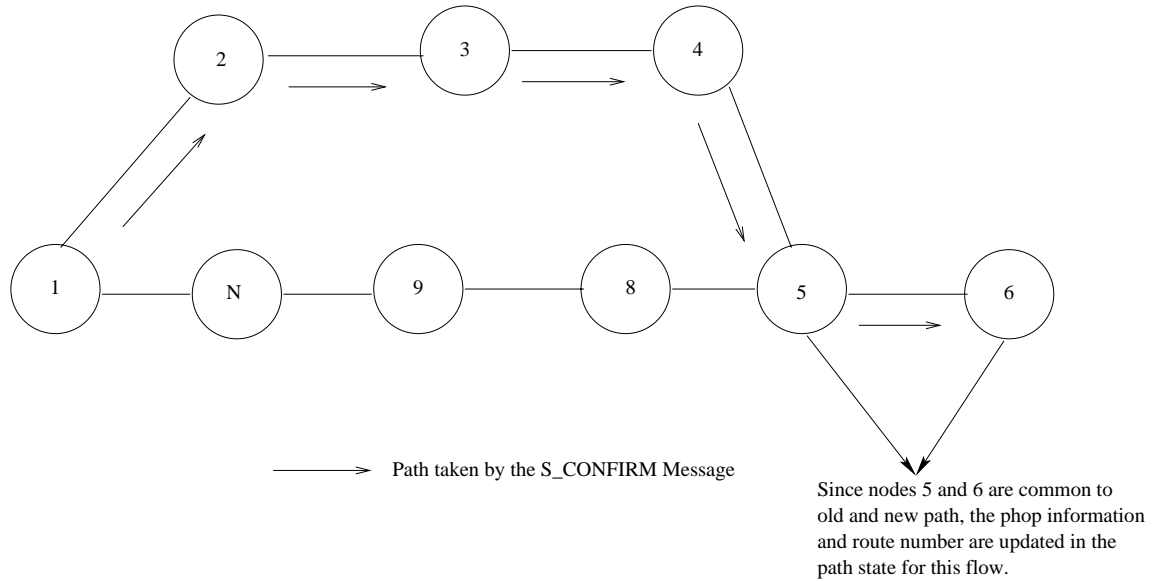 2
3
4
1
N
9
8
5
6
Path taken by the S_CONFIRM Message
Since nodes 5 and 6 are common to
old and new path, the phop information
and route number are updated in the
path state for this flow.